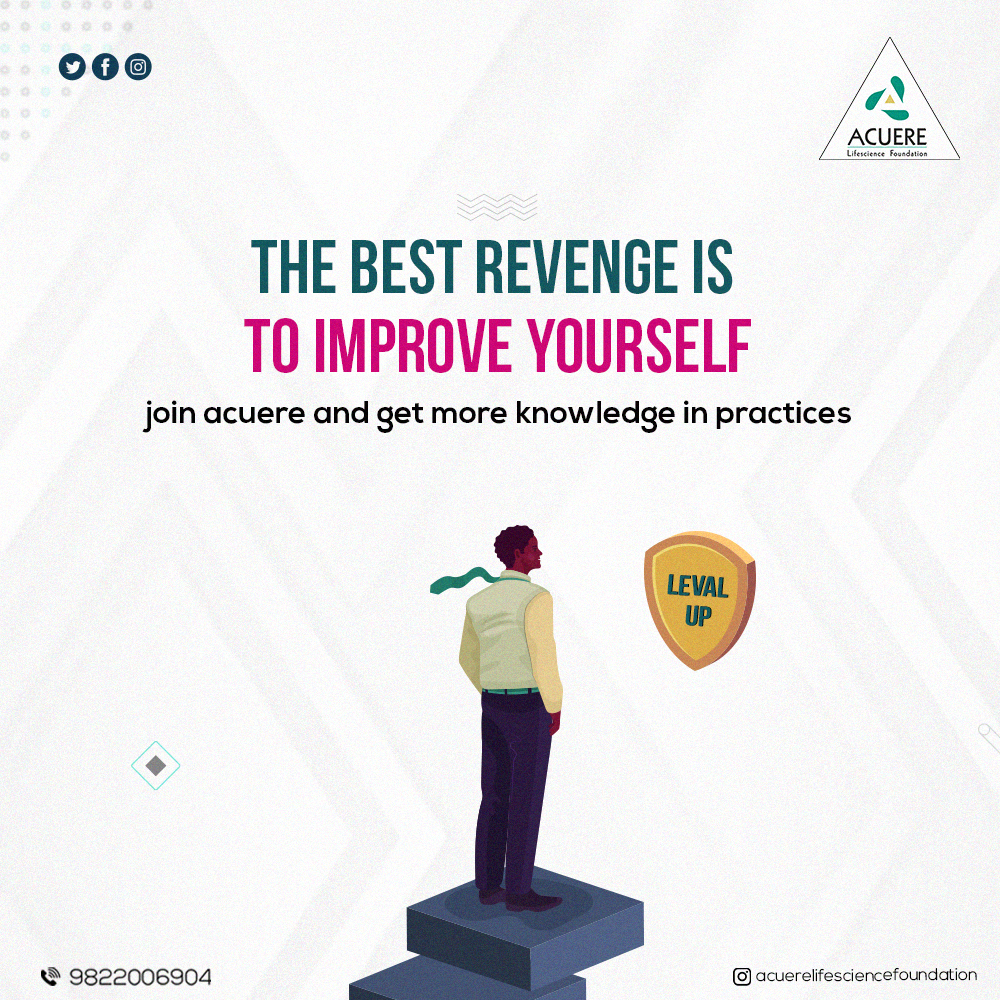 ACUERE
Lifescience Foundation
THE BEST REVENGE IS
TO IMPROVE YOURSELF
join acuere and get more knowledge in practices
LEVAL
UP
9822006904
acuerelifesciencefoundation